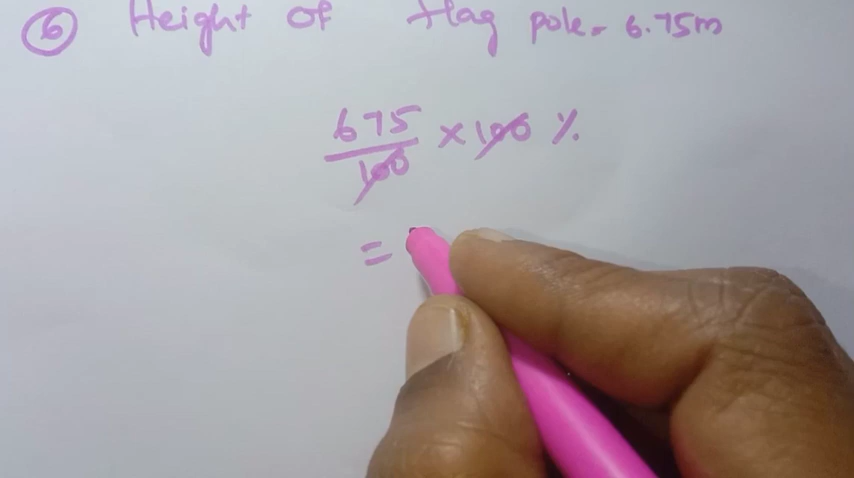 6 Height of flag pole = 6.75m
675
100 × 100 %
=